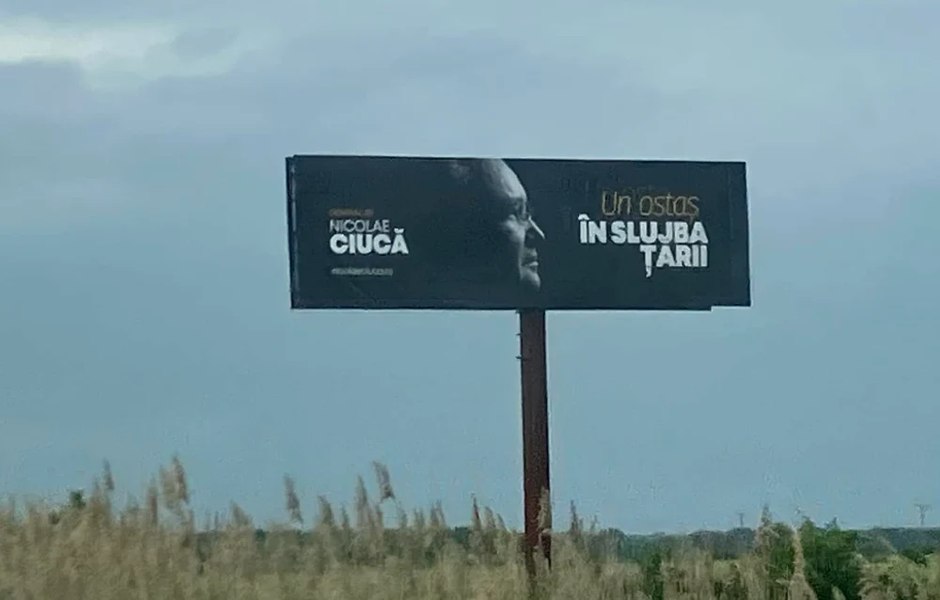 NICOLAE
CIUCĂ
Un ostaș
ÎN SLUJBA
ȚĂRII